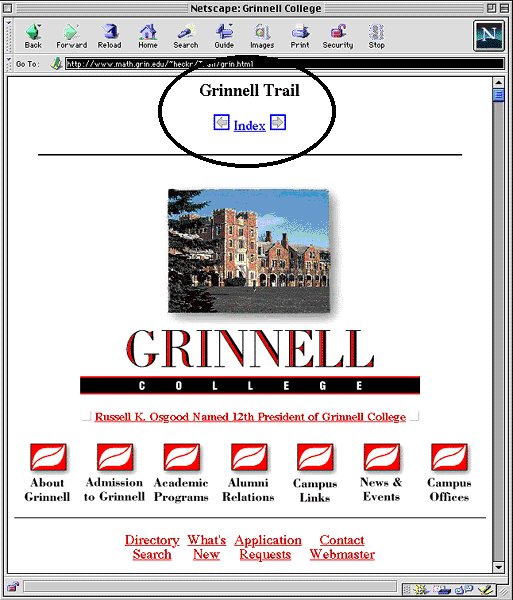 Netscape: Grinnell College
Back Forward Reload Home Search Guide Images Print Security Stop
N
Go To: http://www.math.grin.edu/~heckr/
Grinnell Trail
Index
GRINNELL
COLLEGE
Russell K. Osgood Named 12th President of Grinnell College
About Admission Academic Alumni Campus News & Campus
Grinnell to Grinnell Programs Relations Links Events Offices
Directory What's Application Contact
Search New Requests Webmaster